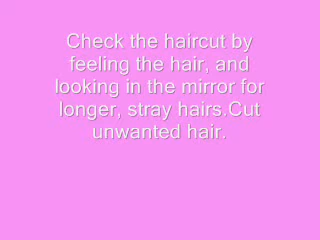 Check the haircut by
feeling the hair, and
looking in the mirror for
longer, stray hairs.Cut
unwanted hair.